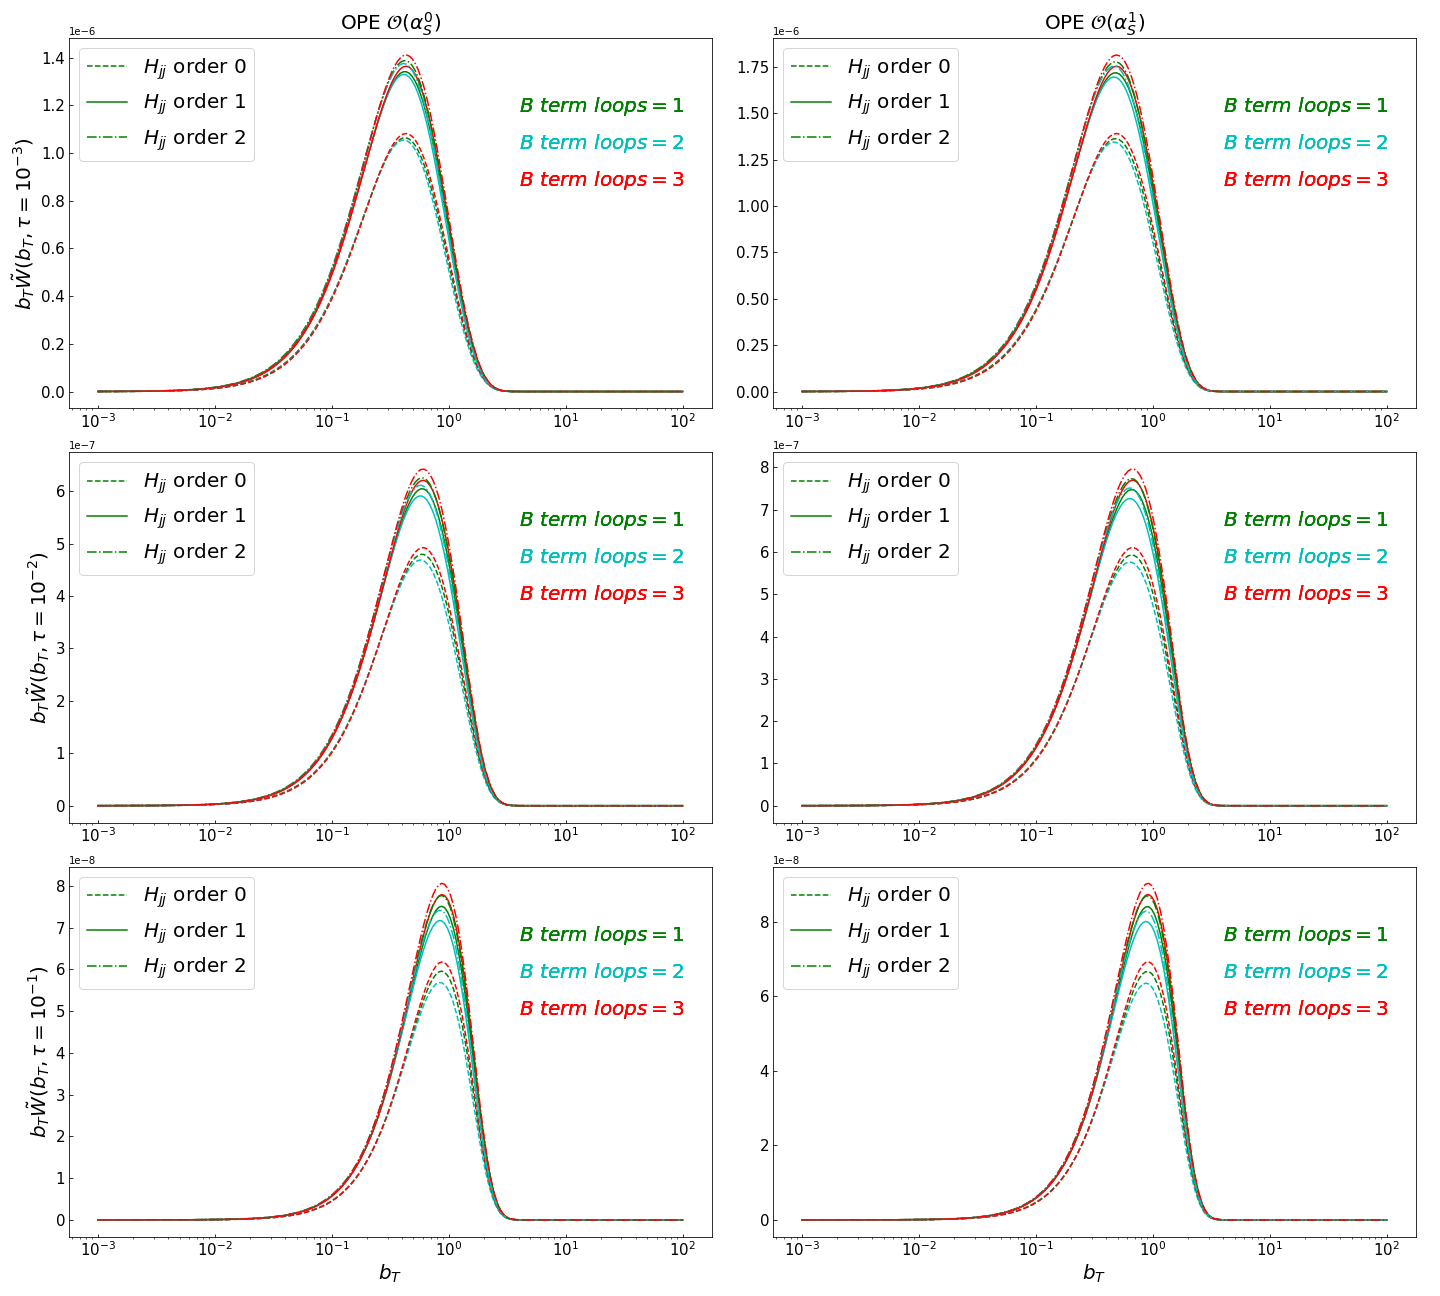 OPE 𝒪(α_S^0)
1e−6
1.4
1.2
1.0
0.8
0.6
0.4
0.2
0.0
b_T W̃(b_T, τ = 10^−3)
H_jj order 0
H_jj order 1
H_jj order 2
B term loops = 1
B term loops = 2
B term loops = 3
10^−3 10^−2 10^−1 10^0 10^1 10^2
OPE 𝒪(α_S^1)
1e−6
1.75
1.50
1.25
1.00
0.75
0.50
0.25
0.00
H_jj order 0
H_jj order 1
H_jj order 2
B term loops = 1
B term loops = 2
B term loops = 3
10^−3 10^−2 10^−1 10^0 10^1 10^2
1e−7
6
5
4
3
2
1
0
b_T W̃(b_T, τ = 10^−2)
H_jj order 0
H_jj order 1
H_jj order 2
B term loops = 1
B term loops = 2
B term loops = 3
10^−3 10^−2 10^−1 10^0 10^1 10^2
1e−7
8
7
6
5
4
3
2
1
0
H_jj order 0
H_jj order 1
H_jj order 2
B term loops = 1
B term loops = 2
B term loops = 3
10^−3 10^−2 10^−1 10^0 10^1 10^2
1e−8
8
7
6
5
4
3
2
1
0
b_T W̃(b_T, τ = 10^−1)
H_jj order 0
H_jj order 1
H_jj order 2
B term loops = 1
B term loops = 2
B term loops = 3
10^−3 10^−2 10^−1 10^0 10^1 10^2
b_T
1e−8
8
6
4
2
0
H_jj order 0
H_jj order 1
H_jj order 2
B term loops = 1
B term loops = 2
B term loops = 3
10^−3 10^−2 10^−1 10^0 10^1 10^2
b_T